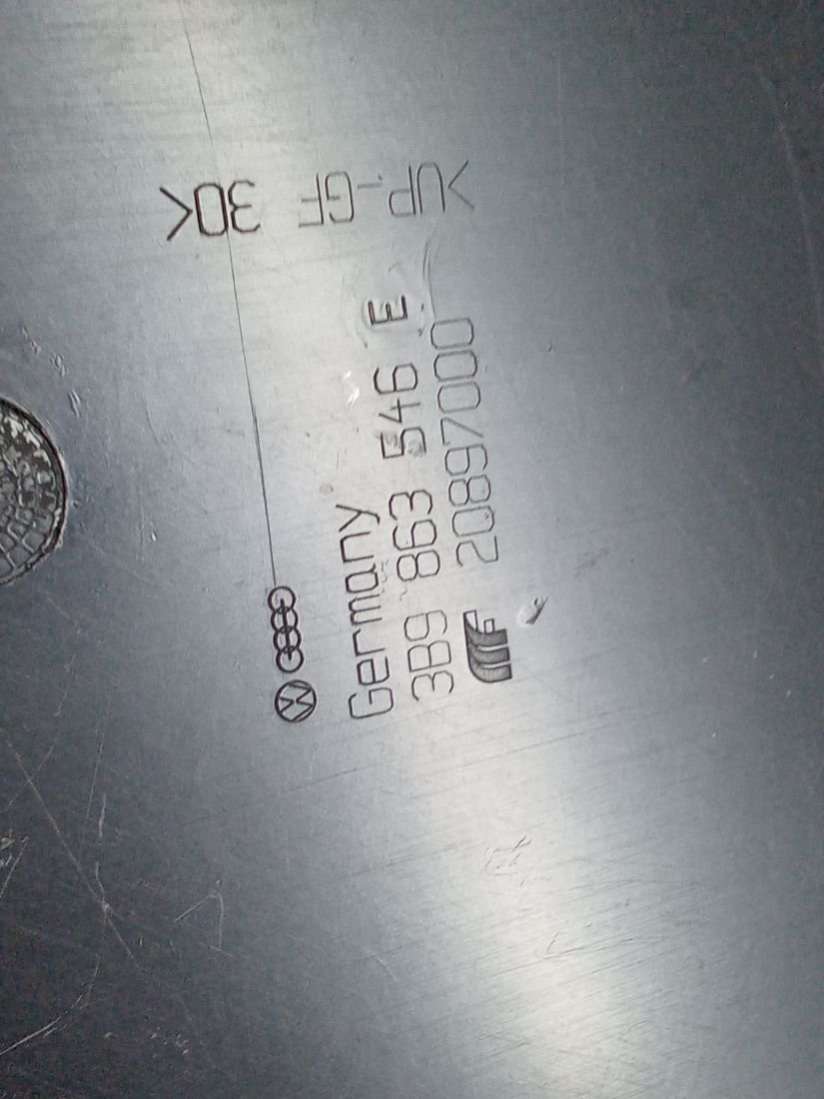 >UP-GF 30<
Germany
3B9 863 546 E
20897000